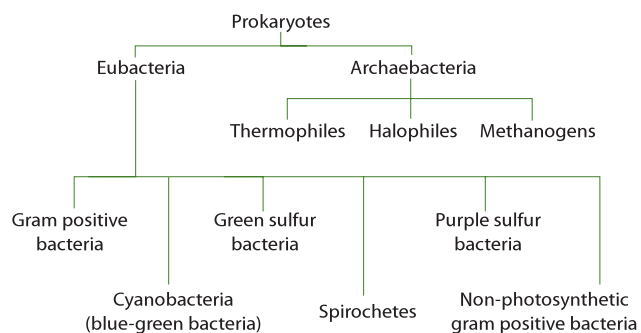 Prokaryotes
Eubacteria
Archaebacteria
Thermophiles
Halophiles
Methanogens
Gram positive
bacteria
Green sulfur
bacteria
Purple sulfur
bacteria
Cyanobacteria
(blue-green bacteria)
Spirochetes
Non-photosynthetic
gram positive bacteria